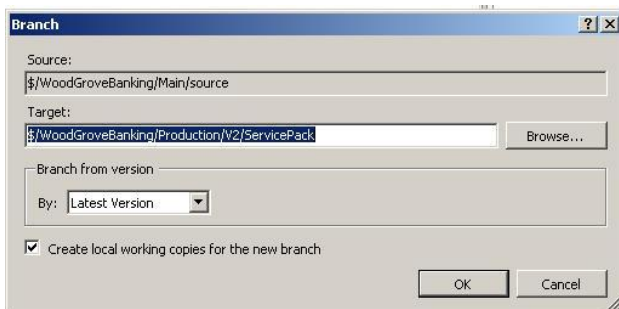 Branch
Source:
$/WoodGroveBanking/Main/source
Target:
$/WoodGroveBanking/Production/V2/ServicePack
Browse...
Branch from version
By: Latest Version
Create local working copies for the new branch
OK Cancel